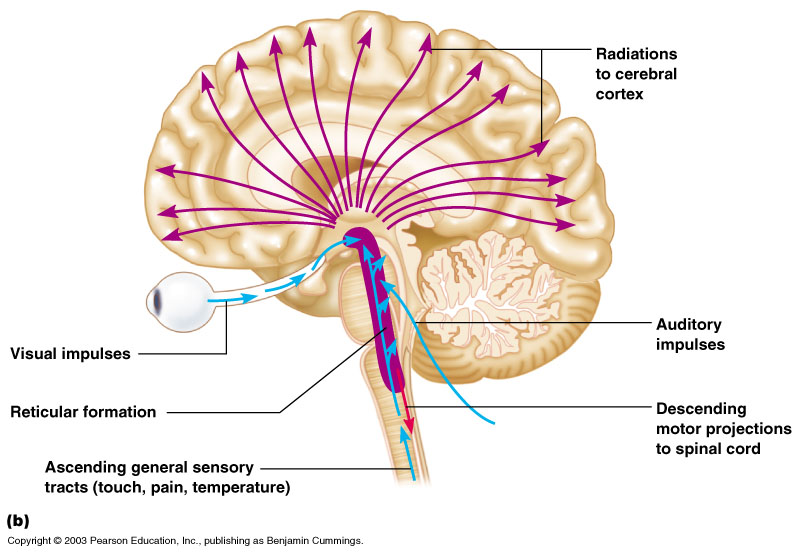 Radiations
to cerebral
cortex
Visual impulses
Auditory
impulses
Reticular formation
Descending
motor projections
to spinal cord
Ascending general sensory
tracts (touch, pain, temperature)
(b)
Copyright © 2003 Pearson Education, Inc., publishing as Benjamin Cummings.